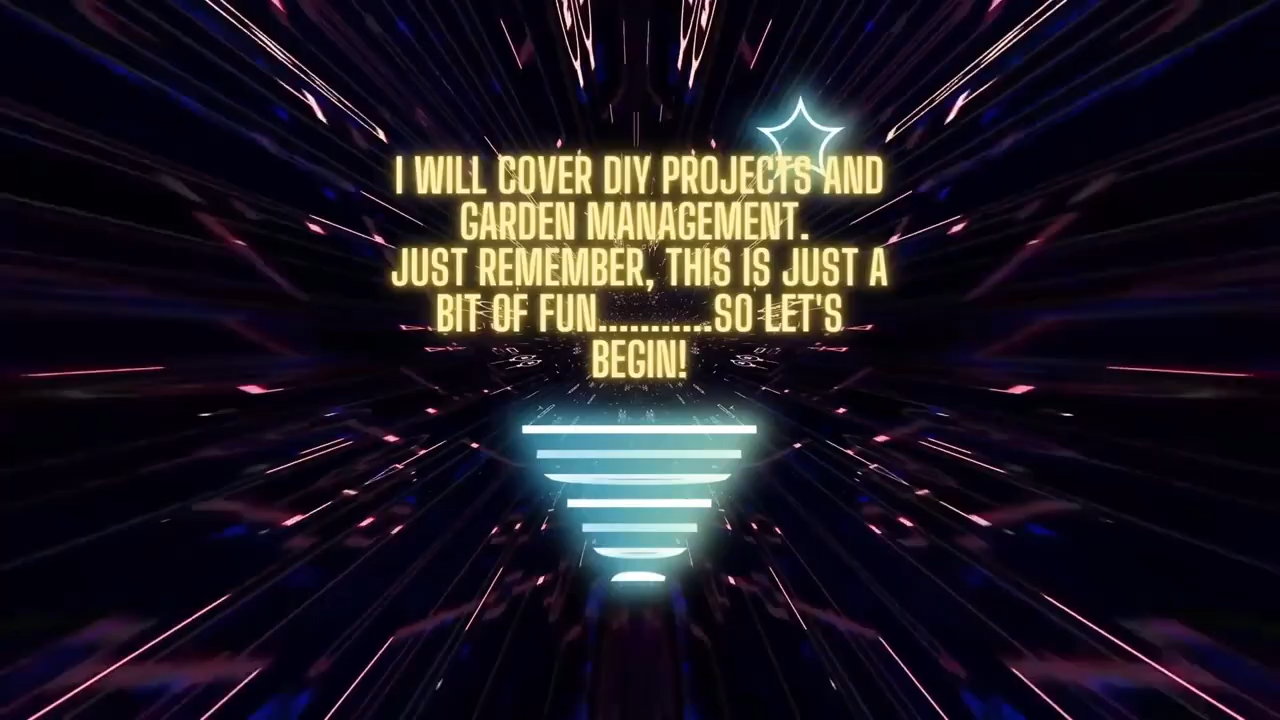 I WILL COVER DIY PROJECTS AND
GARDEN MANAGEMENT.
JUST REMEMBER, THIS IS JUST A
BIT OF FUN...........SO LET'S
BEGIN!